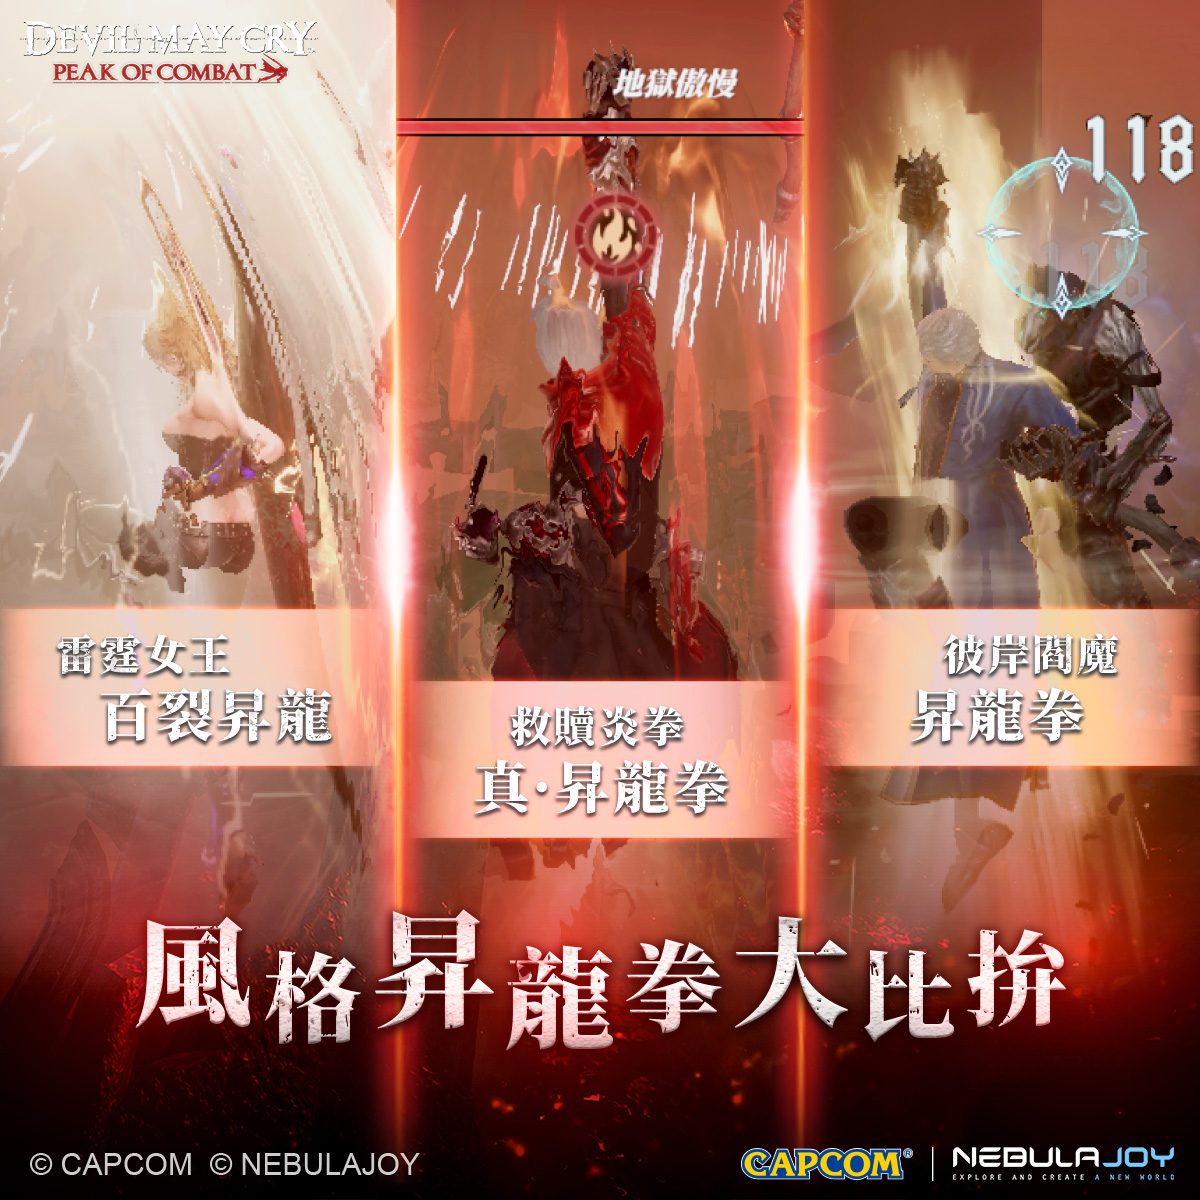 DEVIL MAY CRY
PEAK OF COMBAT
地獄傲慢
118
118
雷霆女王
百裂昇龍
救贖炎拳
真·昇龍拳
彼岸閻魔
昇龍拳
風格昇龍拳大比拚
© CAPCOM © NEBULAJOY
CAPCOM®
NEBULAJOY
EXPLORE AND CREATE A NEW WORLD